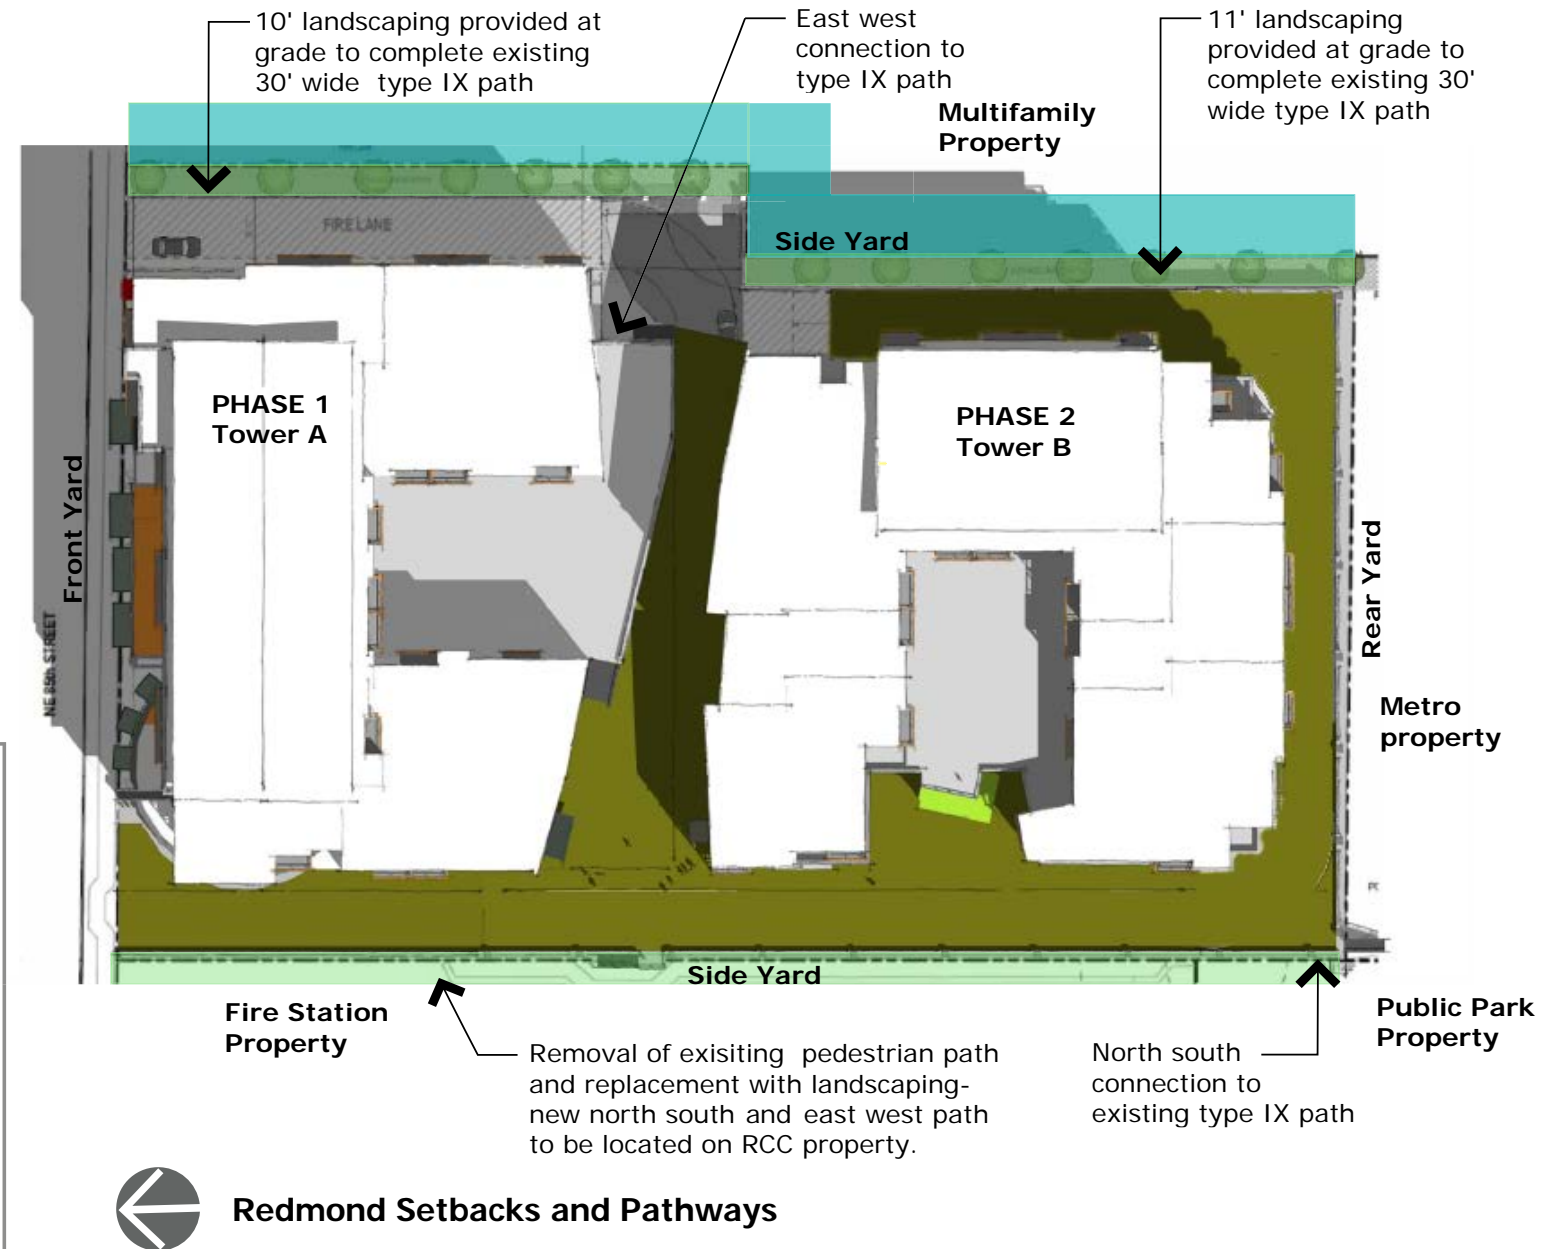 10' landscaping provided at
grade to complete existing
30' wide type IX path
East west
connection to
type IX path
11' landscaping
provided at grade to
complete existing 30'
wide type IX path
Multifamily
Property
FIRE LANE
Side Yard
PHASE 1
Tower A
PHASE 2
Tower B
Front Yard
NE 85th STREET
Rear Yard
Metro
property
Side Yard
Fire Station
Property
Public Park
Property
Removal of exisiting pedestrian path
and replacement with landscaping-
new north south and east west path
to be located on RCC property.
North south
connection to
existing type IX path
Redmond Setbacks and Pathways